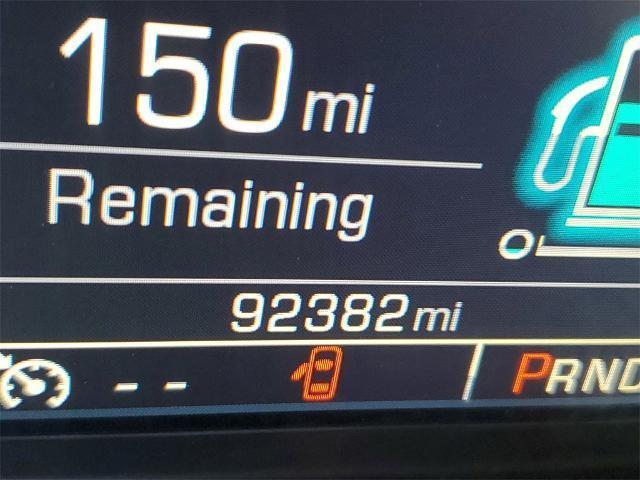 150 mi
Remaining
92382 mi
- - PRND